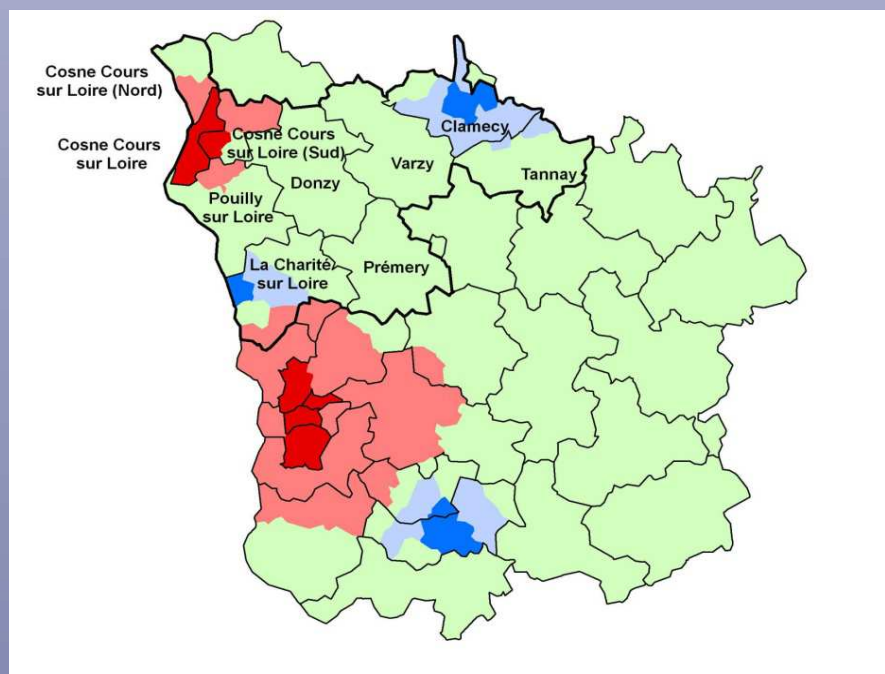 Cosne Cours
sur Loire (Nord)
Cosne Cours
sur Loire
Cosne Cours
sur Loire (Sud)
Clamecy
Varzy
Tannay
Donzy
Pouilly
sur Loire
La Charité
sur Loire
Prémery